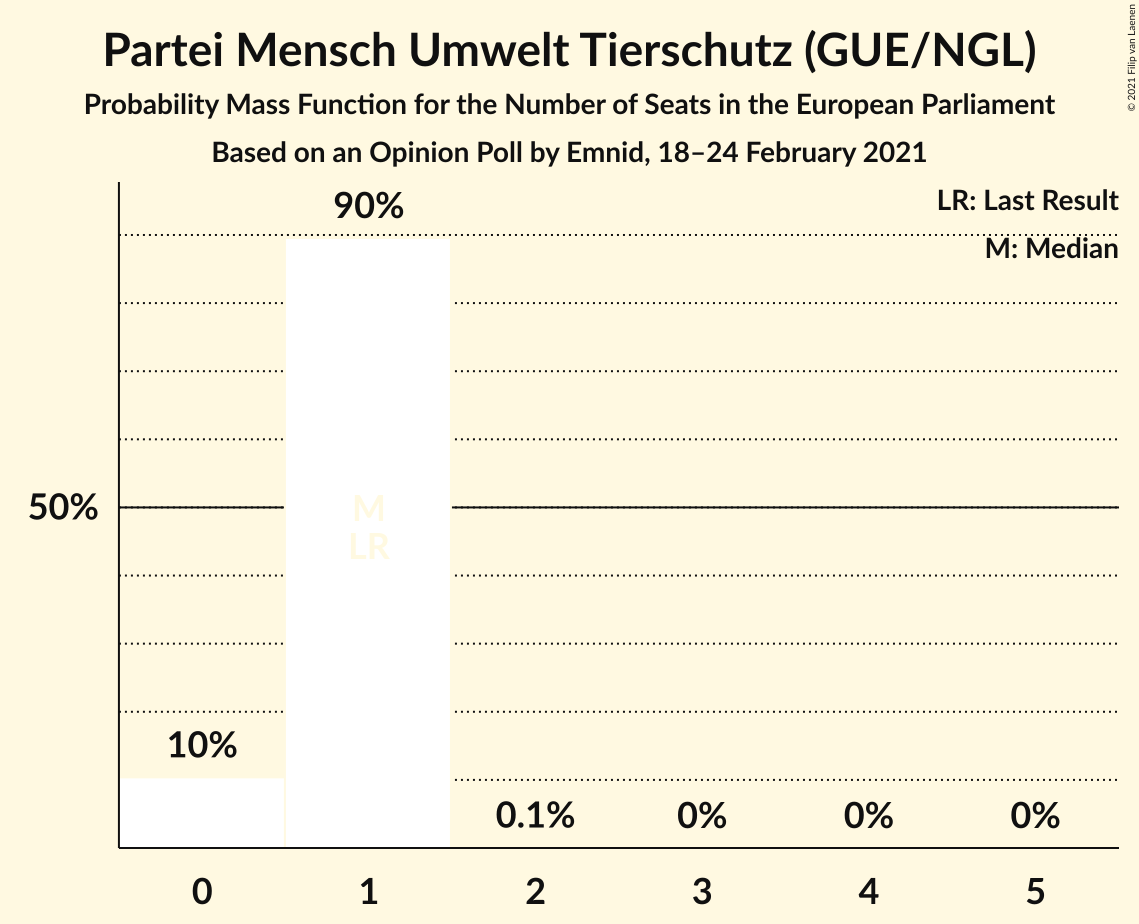 Partei Mensch Umwelt Tierschutz (GUE/NGL)
Probability Mass Function for the Number of Seats in the European Parliament
Based on an Opinion Poll by Emnid, 18–24 February 2021
© 2021 Filip van Laenen
LR: Last Result
M: Median
90%
50%
M
LR
10%
0.1%
0%
0%
0%
0
1
2
3
4
5